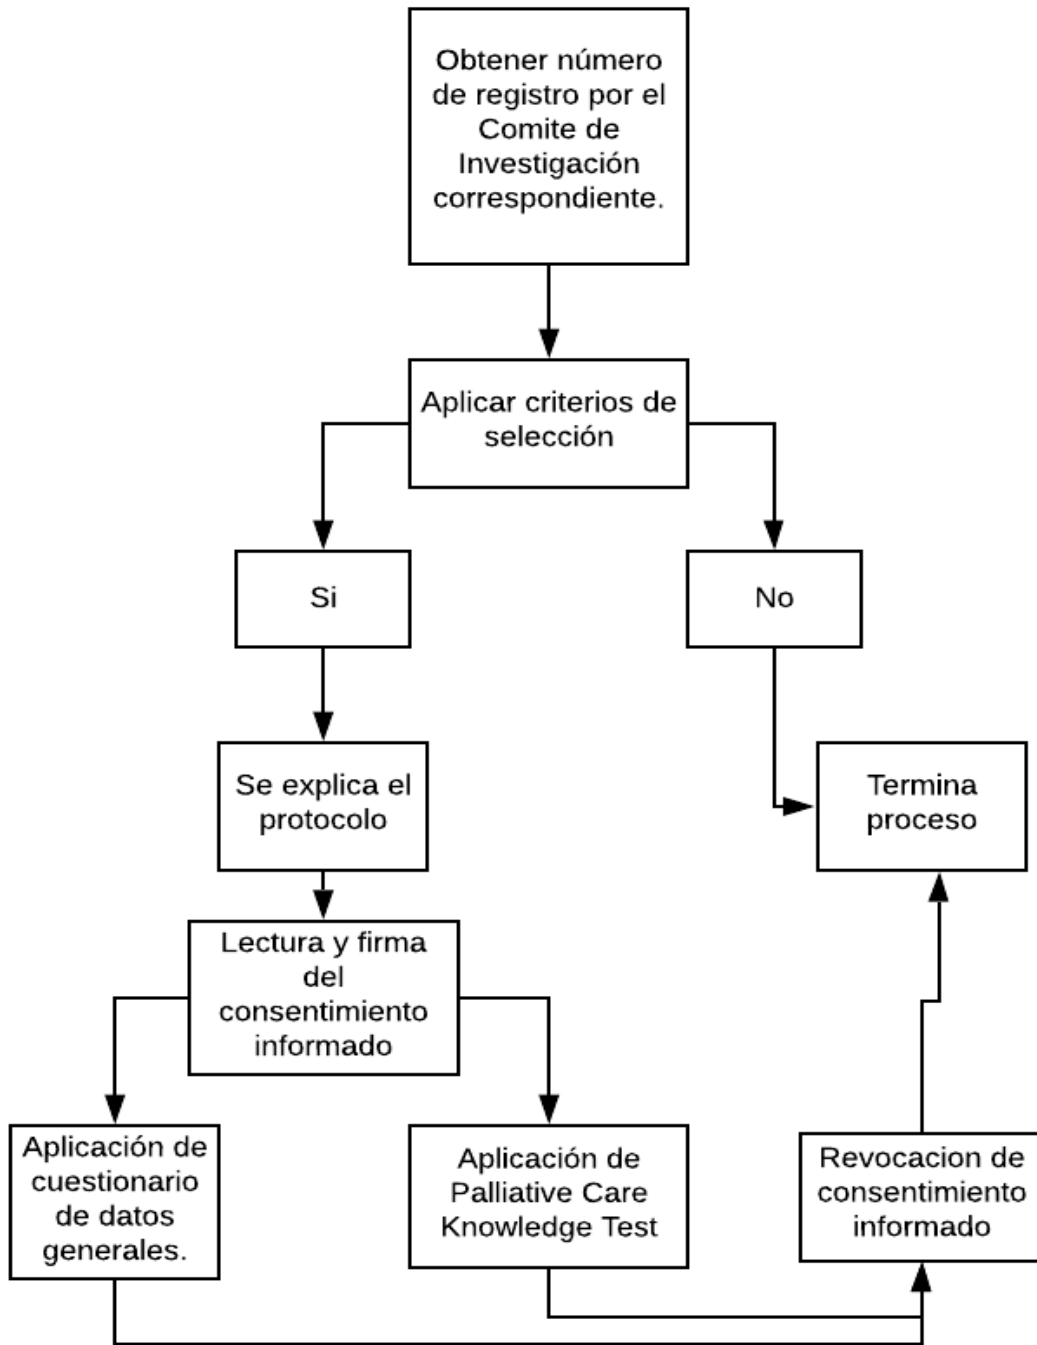 Obtener número
de registro por el
Comite de
Investigación
correspondiente.
Aplicar criterios de
selección
Si
No
Se explica el
protocolo
Termina
proceso
Lectura y firma
del
consentimiento
informado
Aplicación de
cuestionario
de datos
generales.
Aplicación de
Palliative Care
Knowledge Test
Revocacion de
consentimiento
informado